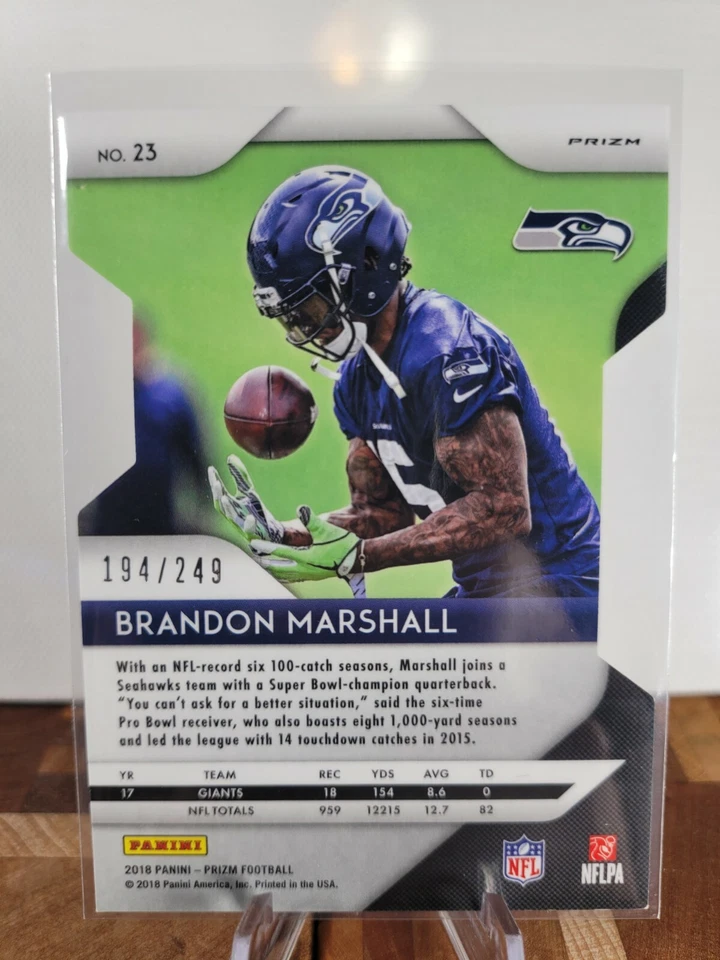 NO. 23
PRIZM
5
194/249
BRANDON MARSHALL
With an NFL-record six 100-catch seasons, Marshall joins a
Seahawks team with a Super Bowl-champion quarterback.
"You can't ask for a better situation," said the six-time
Pro Bowl receiver, who also boasts eight 1,000-yard seasons
and led the league with 14 touchdown catches in 2015.
YR TEAM REC YDS AVG TD
17 GIANTS 18 154 8.6 0
NFL TOTALS 959 12215 12.7 82
PANINI
2018 PANINI – PRIZM FOOTBALL
© 2018 Panini America, Inc. Printed in the USA.
NFL
NFLPA